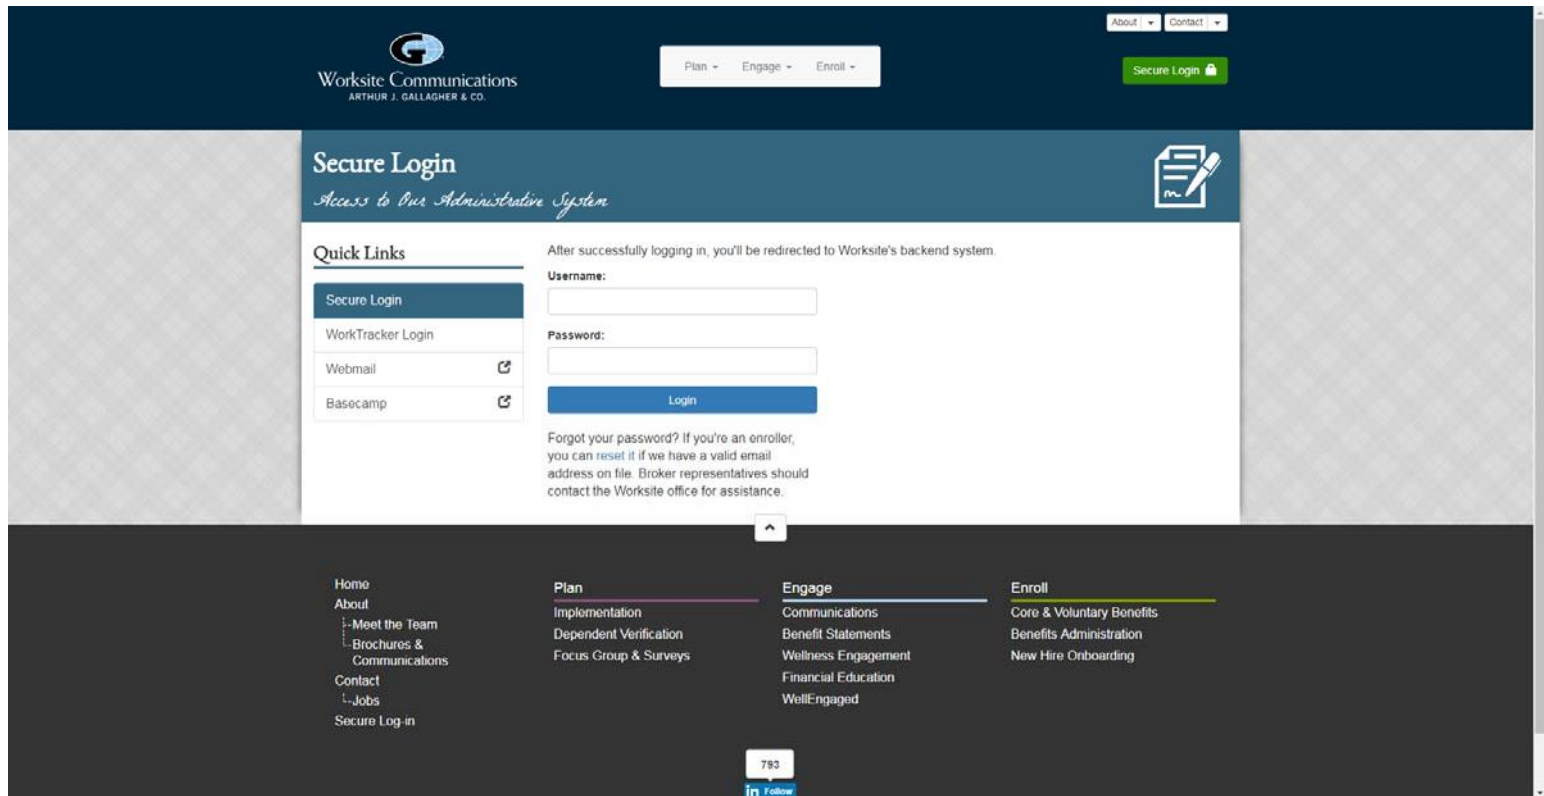 About
Contact
Worksite Communications
ARTHUR J. GALLAGHER & CO.
Plan
Engage
Enroll
Secure Login
Secure Login
Access to Our Administrative System
Quick Links
Secure Login
WorkTracker Login
Webmail
Basecamp
After successfully logging in, you'll be redirected to Worksite's backend system.
Username:
Password:
Login
Forgot your password? If you're an enroller,
you can reset it if we have a valid email
address on file. Broker representatives should
contact the Worksite office for assistance.
Home
About
Meet the Team
Brochures &
Communications
Contact
Jobs
Secure Log-in
Plan
Implementation
Dependent Verification
Focus Group & Surveys
Engage
Communications
Benefit Statements
Wellness Engagement
Financial Education
WellEngaged
Enroll
Core & Voluntary Benefits
Benefits Administration
New Hire Onboarding
793
in Follow